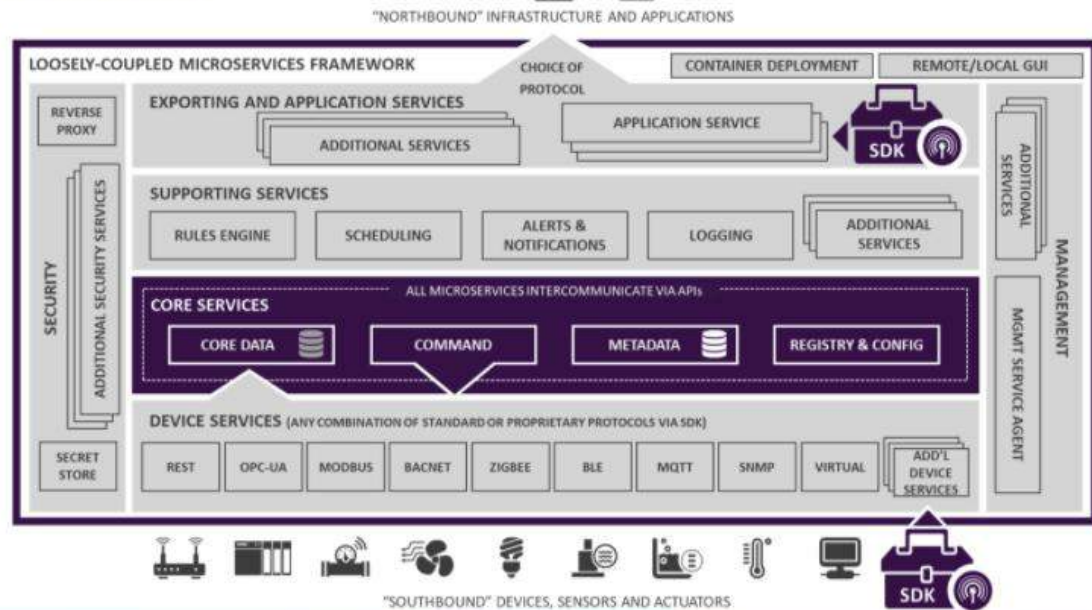 "NORTHBOUND" INFRASTRUCTURE AND APPLICATIONS
LOOSELY-COUPLED MICROSERVICES FRAMEWORK
CHOICE OF
PROTOCOL
CONTAINER DEPLOYMENT
REMOTE/LOCAL GUI
REVERSE
PROXY
SECURITY
ADDITIONAL SECURITY SERVICES
SECRET
STORE
EXPORTING AND APPLICATION SERVICES
ADDITIONAL SERVICES
APPLICATION SERVICE
SDK
SUPPORTING SERVICES
RULES ENGINE
SCHEDULING
ALERTS &
NOTIFICATIONS
LOGGING
ADDITIONAL
SERVICES
ALL MICROSERVICES INTERCOMMUNICATE VIA APIs
CORE SERVICES
CORE DATA
COMMAND
METADATA
REGISTRY & CONFIG
DEVICE SERVICES (ANY COMBINATION OF STANDARD OR PROPRIETARY PROTOCOLS VIA SDK)
REST
OPC-UA
MODBUS
BACNET
ZIGBEE
BLE
MQTT
SNMP
VIRTUAL
ADD'L
DEVICE
SERVICES
ADDITIONAL
SERVICES
MANAGEMENT
MGMT SERVICE AGENT
SDK
"SOUTHBOUND" DEVICES, SENSORS AND ACTUATORS